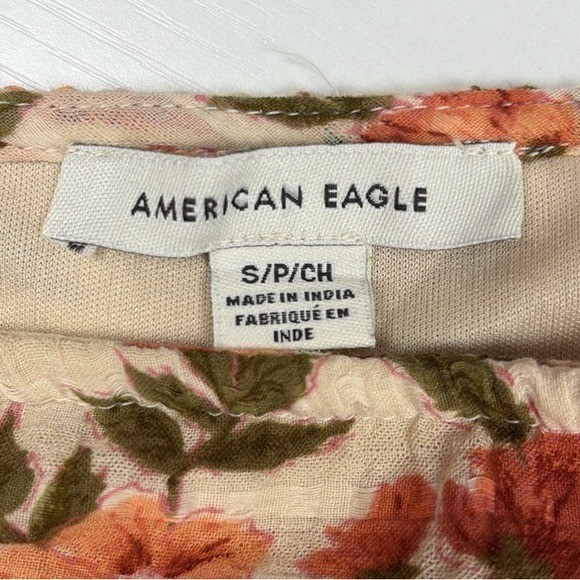 AMERICAN EAGLE
S/P/CH
MADE IN INDIA
FABRIQUÉ EN
INDE